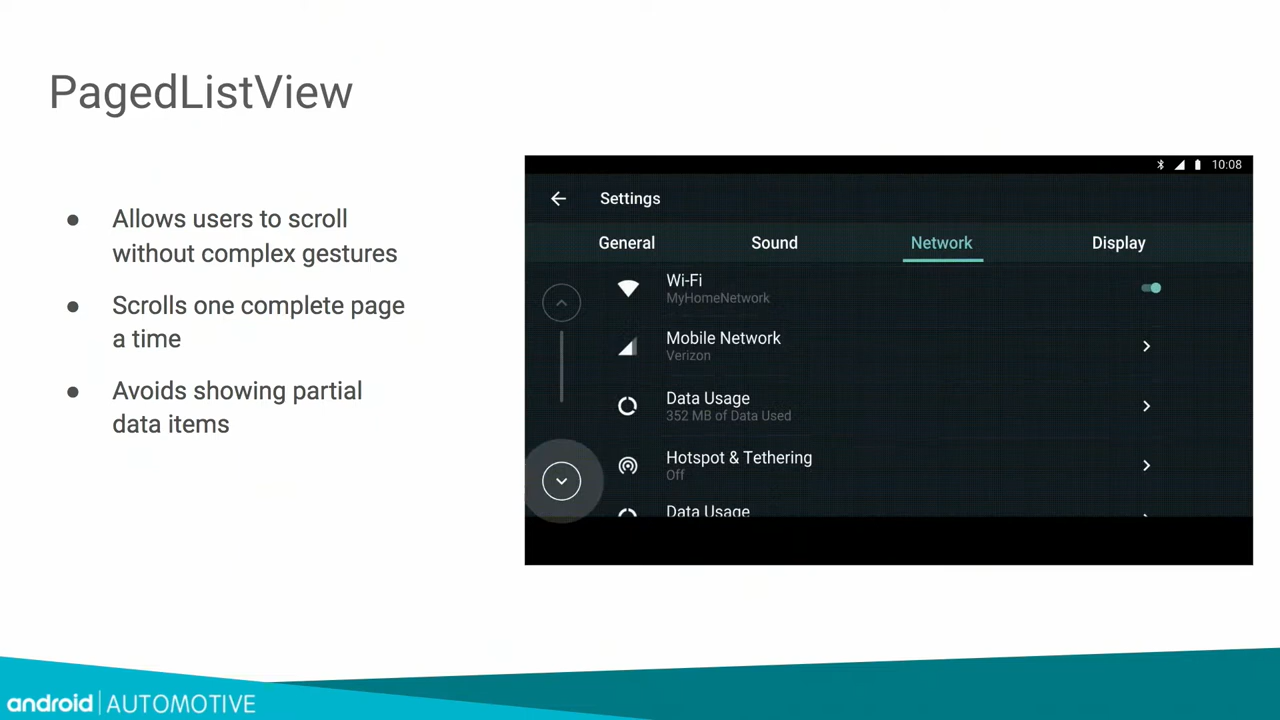 PagedListView
● Allows users to scroll
without complex gestures
● Scrolls one complete page
a time
● Avoids showing partial
data items
10:08
Settings
General Sound Network Display
Wi-Fi
MyHomeNetwork
Mobile Network
Verizon
Data Usage
352 MB of Data Used
Hotspot & Tethering
Off
Data Usage
android | AUTOMOTIVE